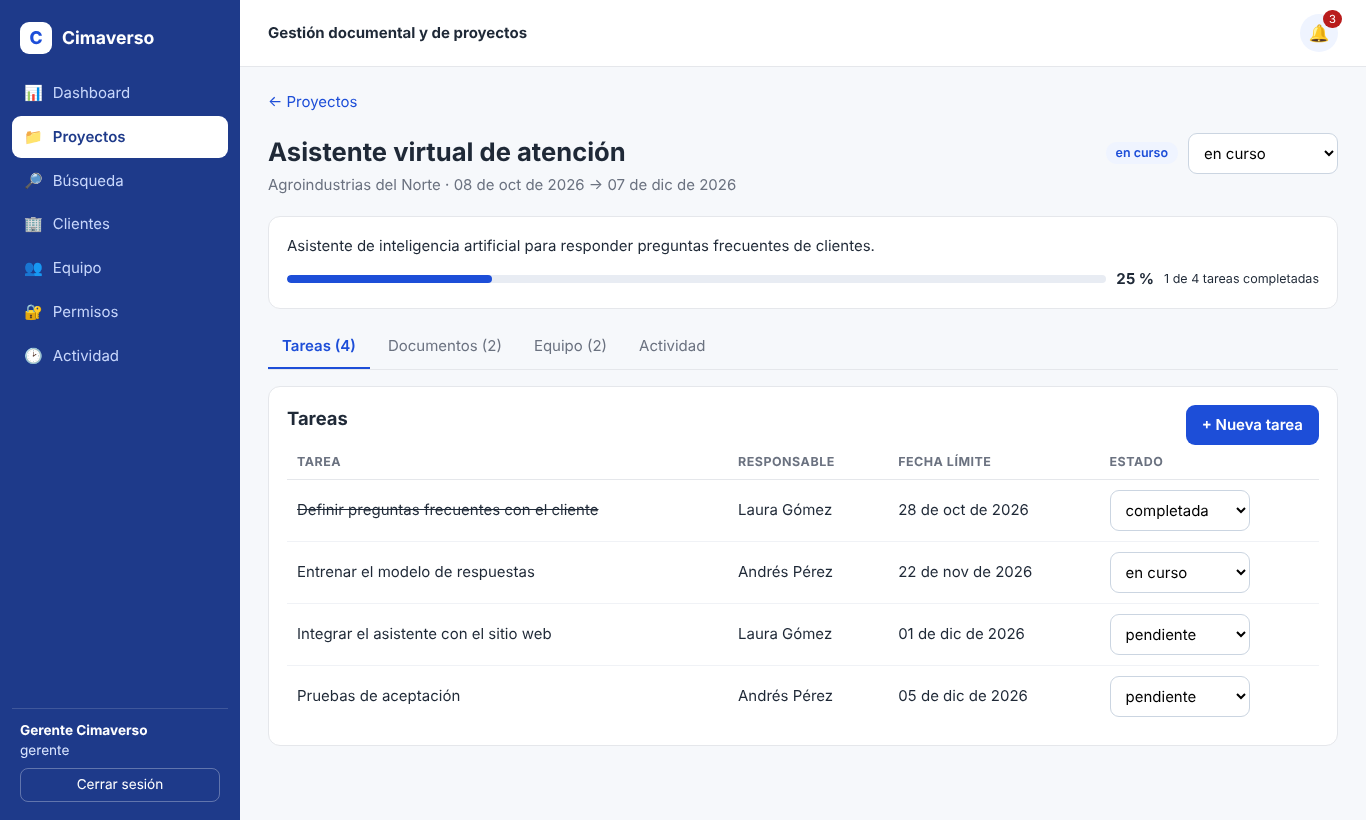 C Cimaverso
Dashboard
Proyectos
Búsqueda
Clientes
Equipo
Permisos
Actividad
Gerente Cimaverso
gerente
Cerrar sesión
Gestión documental y de proyectos
3
← Proyectos
Asistente virtual de atención
en curso
en curso
Agroindustrias del Norte · 08 de oct de 2026 → 07 de dic de 2026
Asistente de inteligencia artificial para responder preguntas frecuentes de clientes.
25 % 1 de 4 tareas completadas
Tareas (4) Documentos (2) Equipo (2) Actividad
Tareas
+ Nueva tarea
TAREA RESPONSABLE FECHA LÍMITE ESTADO
Definir preguntas frecuentes con el cliente Laura Gómez 28 de oct de 2026 completada
Entrenar el modelo de respuestas Andrés Pérez 22 de nov de 2026 en curso
Integrar el asistente con el sitio web Laura Gómez 01 de dic de 2026 pendiente
Pruebas de aceptación Andrés Pérez 05 de dic de 2026 pendiente